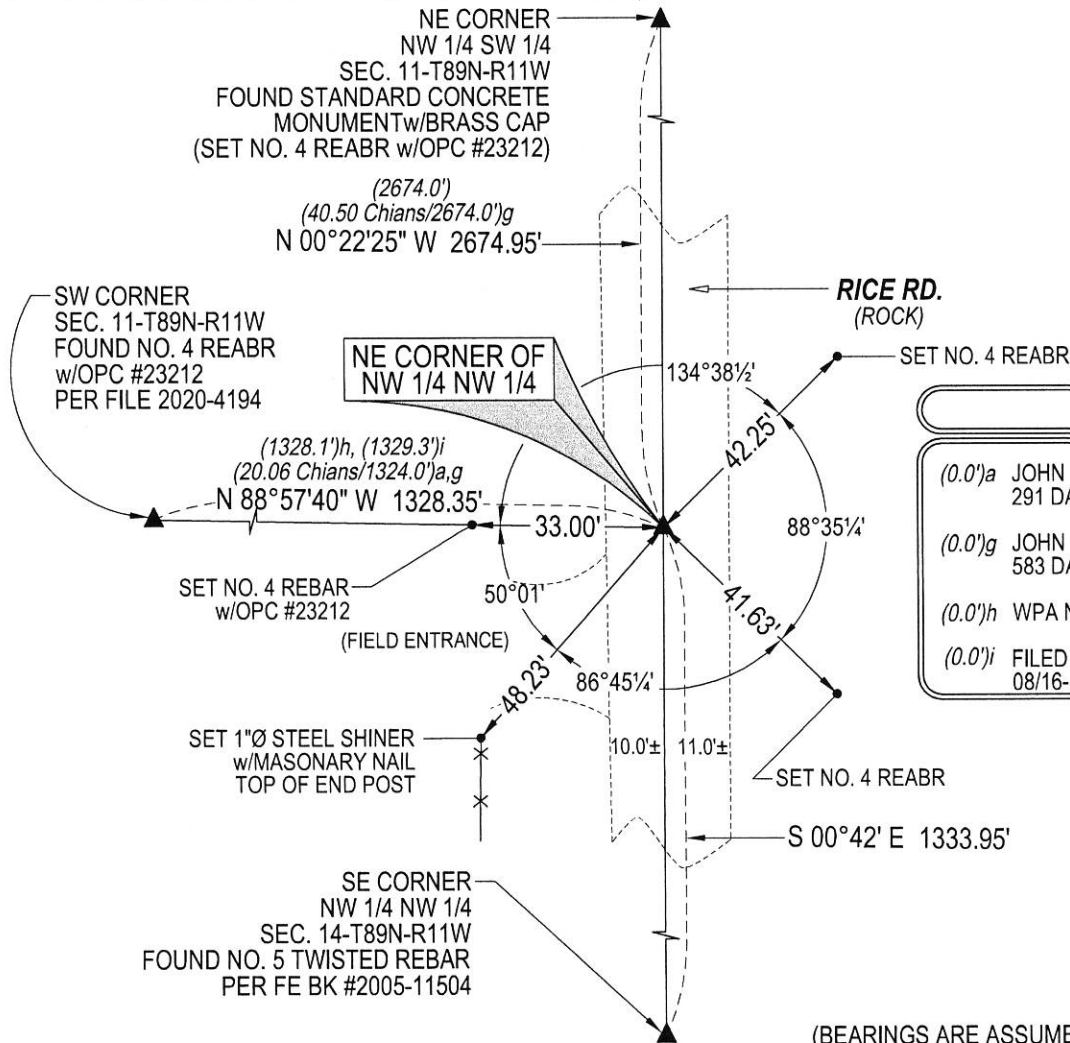 NE CORNER
NW 1/4 SW 1/4
SEC. 11-T89N-R11W
FOUND STANDARD CONCRETE
MONUMENTw/BRASS CAP
(SET NO. 4 REABR w/OPC #23212)
(2674.0')
(40.50 Chians/2674.0')g
N 00°22'25" W 2674.95'
RICE RD.
(ROCK)
SW CORNER
SEC. 11-T89N-R11W
FOUND NO. 4 REABR
w/OPC #23212
PER FILE 2020-4194
NE CORNER OF
NW 1/4 NW 1/4
134°38½'
SET NO. 4 REABR
42.25'
(1328.1')h, (1329.3')i
(20.06 Chians/1324.0')a,g
N 88°57'40" W 1328.35'
33.00'
88°35¼'
(0.0')a JOHN
291 DA
(0.0')g JOHN
583 DA
(0.0')h WPA N
(0.0')i FILED
08/16-
SET NO. 4 REBAR
w/OPC #23212
50°01'
(FIELD ENTRANCE)
41.63'
48.23'
86°45¼'
SET 1"Ø STEEL SHINER
w/MASONARY NAIL
TOP OF END POST
10.0'±
11.0'±
SET NO. 4 REABR
S 00°42' E 1333.95'
SE CORNER
NW 1/4 NW 1/4
SEC. 14-T89N-R11W
FOUND NO. 5 TWISTED REBAR
PER FE BK #2005-11504
(BEARINGS ARE ASSUME